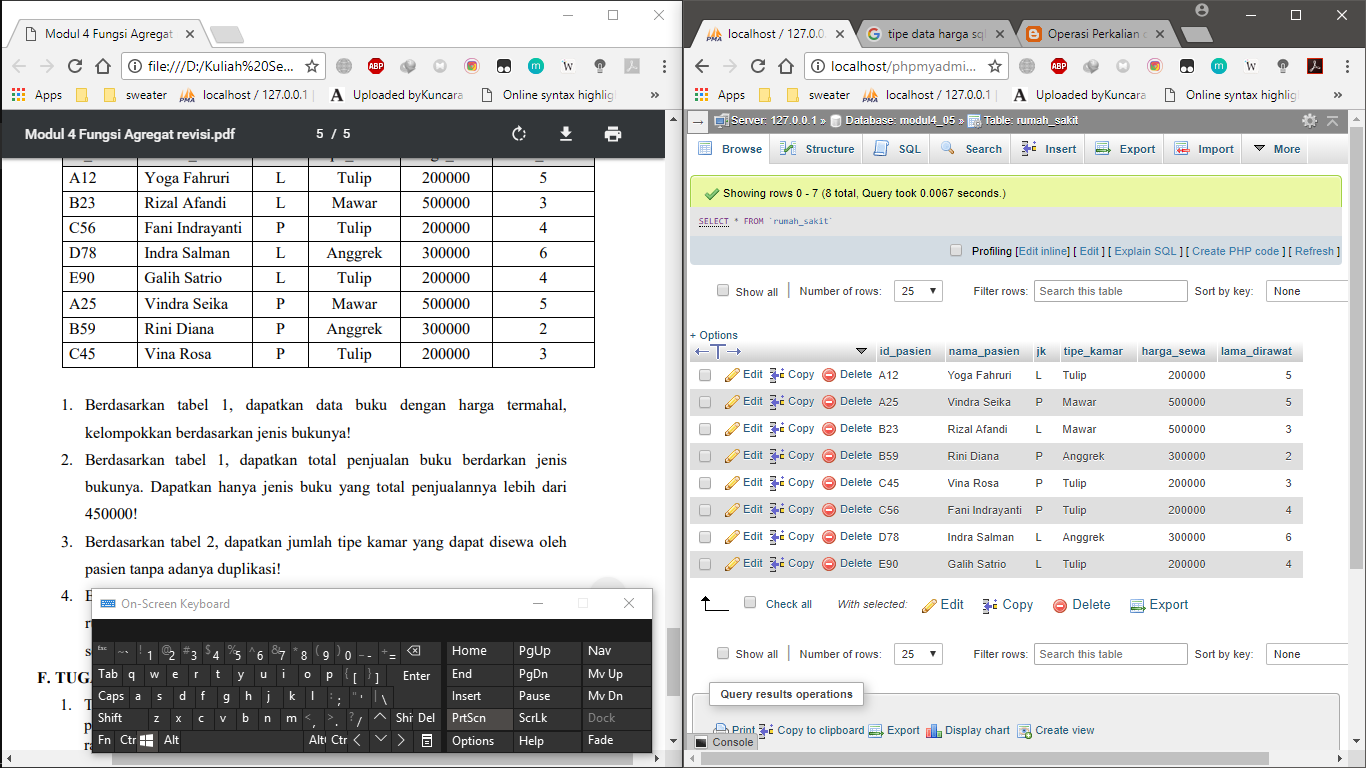 Modul 4 Fungsi Agregat
file:///D:/Kuliah%20Se...
Apps
sweater
localhost / 127.0.0.1
Uploaded byKuncara
Online syntax highlig
»
Modul 4 Fungsi Agregat revisi.pdf
5 / 5
A12 Yoga Fahruri L Tulip 200000 5
B23 Rizal Afandi L Mawar 500000 3
C56 Fani Indrayanti P Tulip 200000 4
D78 Indra Salman L Anggrek 300000 6
E90 Galih Satrio L Tulip 200000 4
A25 Vindra Seika P Mawar 500000 5
B59 Rini Diana P Anggrek 300000 2
C45 Vina Rosa P Tulip 200000 3
1. Berdasarkan tabel 1, dapatkan data buku dengan harga termahal,
kelompokkan berdasarkan jenis bukunya!
2. Berdasarkan tabel 1, dapatkan total penjualan buku berdarkan jenis
bukunya. Dapatkan hanya jenis buku yang total penjualannya lebih dari
450000!
3. Berdasarkan tabel 2, dapatkan jumlah tipe kamar yang dapat disewa oleh
pasien tanpa adanya duplikasi!
4.
F. TUGA
1. T
On-Screen Keyboard
esc ~ ` ! 1 @ 2 # 3 $ 4 % 5 ^ 6 & 7 * 8 ( 9 ) 0 _ - + = Home PgUp Nav
Tab q w e r t y u i o p { [ } ] Enter End PgDn Mv Up
Caps a s d f g h j k l : ; " ' | \ Insert Pause Mv Dn
Shift z x c v b n m < , > . ? / Shi Del PrtScn ScrLk Dock
Fn Ctr Alt Alt Ctr Options Help Fade
localhost / 127.0.0.
tipe data harga sql
Operasi Perkalian d
localhost/phpmyadmi...
Apps
sweater
localhost / 127.0.0.1
Uploaded byKuncara
Online syntax highlig
»
Server: 127.0.0.1 » Database: modul4_05 » Table: rumah_sakit
Browse Structure SQL Search Insert Export Import More
Showing rows 0 - 7 (8 total, Query took 0.0067 seconds.)
SELECT * FROM `rumah_sakit`
Profiling [Edit inline] [ Edit ] [ Explain SQL ] [ Create PHP code ] [ Refresh ]
Show all | Number of rows: 25 Filter rows: Search this table Sort by key: None
+ Options
id_pasien nama_pasien jk tipe_kamar harga_sewa lama_dirawat
Edit Copy Delete A12 Yoga Fahruri L Tulip 200000 5
Edit Copy Delete A25 Vindra Seika P Mawar 500000 5
Edit Copy Delete B23 Rizal Afandi L Mawar 500000 3
Edit Copy Delete B59 Rini Diana P Anggrek 300000 2
Edit Copy Delete C45 Vina Rosa P Tulip 200000 3
Edit Copy Delete C56 Fani Indrayanti P Tulip 200000 4
Edit Copy Delete D78 Indra Salman L Anggrek 300000 6
Edit Copy Delete E90 Galih Satrio L Tulip 200000 4
Check all With selected: Edit Copy Delete Export
Show all | Number of rows: 25 Filter rows: Search this table Sort by key: None
Query results operations
Print Copy to clipboard Export Display chart Create view
Console